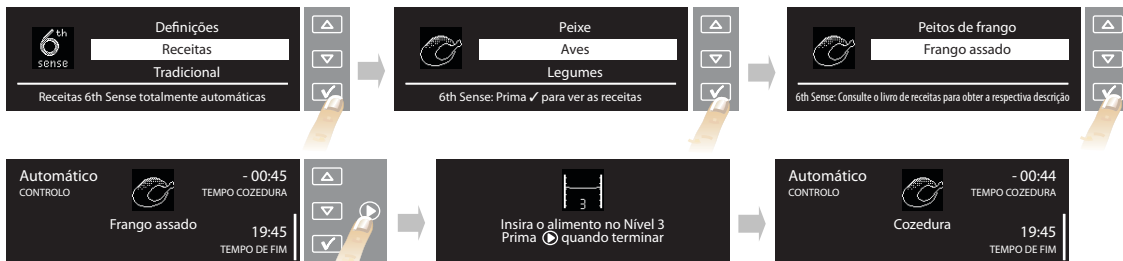 6th
sense
Definições
Receitas
Tradicional
Receitas 6th Sense totalmente automáticas
Peixe
Aves
Legumes
6th Sense: Prima ✓ para ver as receitas
Peitos de frango
Frango assado
6th Sense: Consulte o livro de receitas para obter a respectiva descrição
Automático
CONTROLO
- 00:45
TEMPO COZEDURA
Frango assado
19:45
TEMPO DE FIM
3
Insira o alimento no Nível 3
Prima quando terminar
Automático
CONTROLO
- 00:44
TEMPO COZEDURA
Cozedura
19:45
TEMPO DE FIM